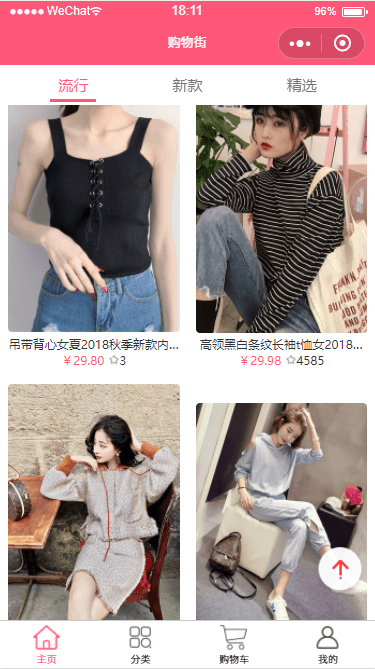 WeChat 18:11 96%
购物街
流行 新款 精选
FRANKN
吊带背心女夏2018秋季新款内...
高领黑白条纹长袖t恤女2018...
￥29.80 3
￥29.98 4585
主页 分类 购物车 我的